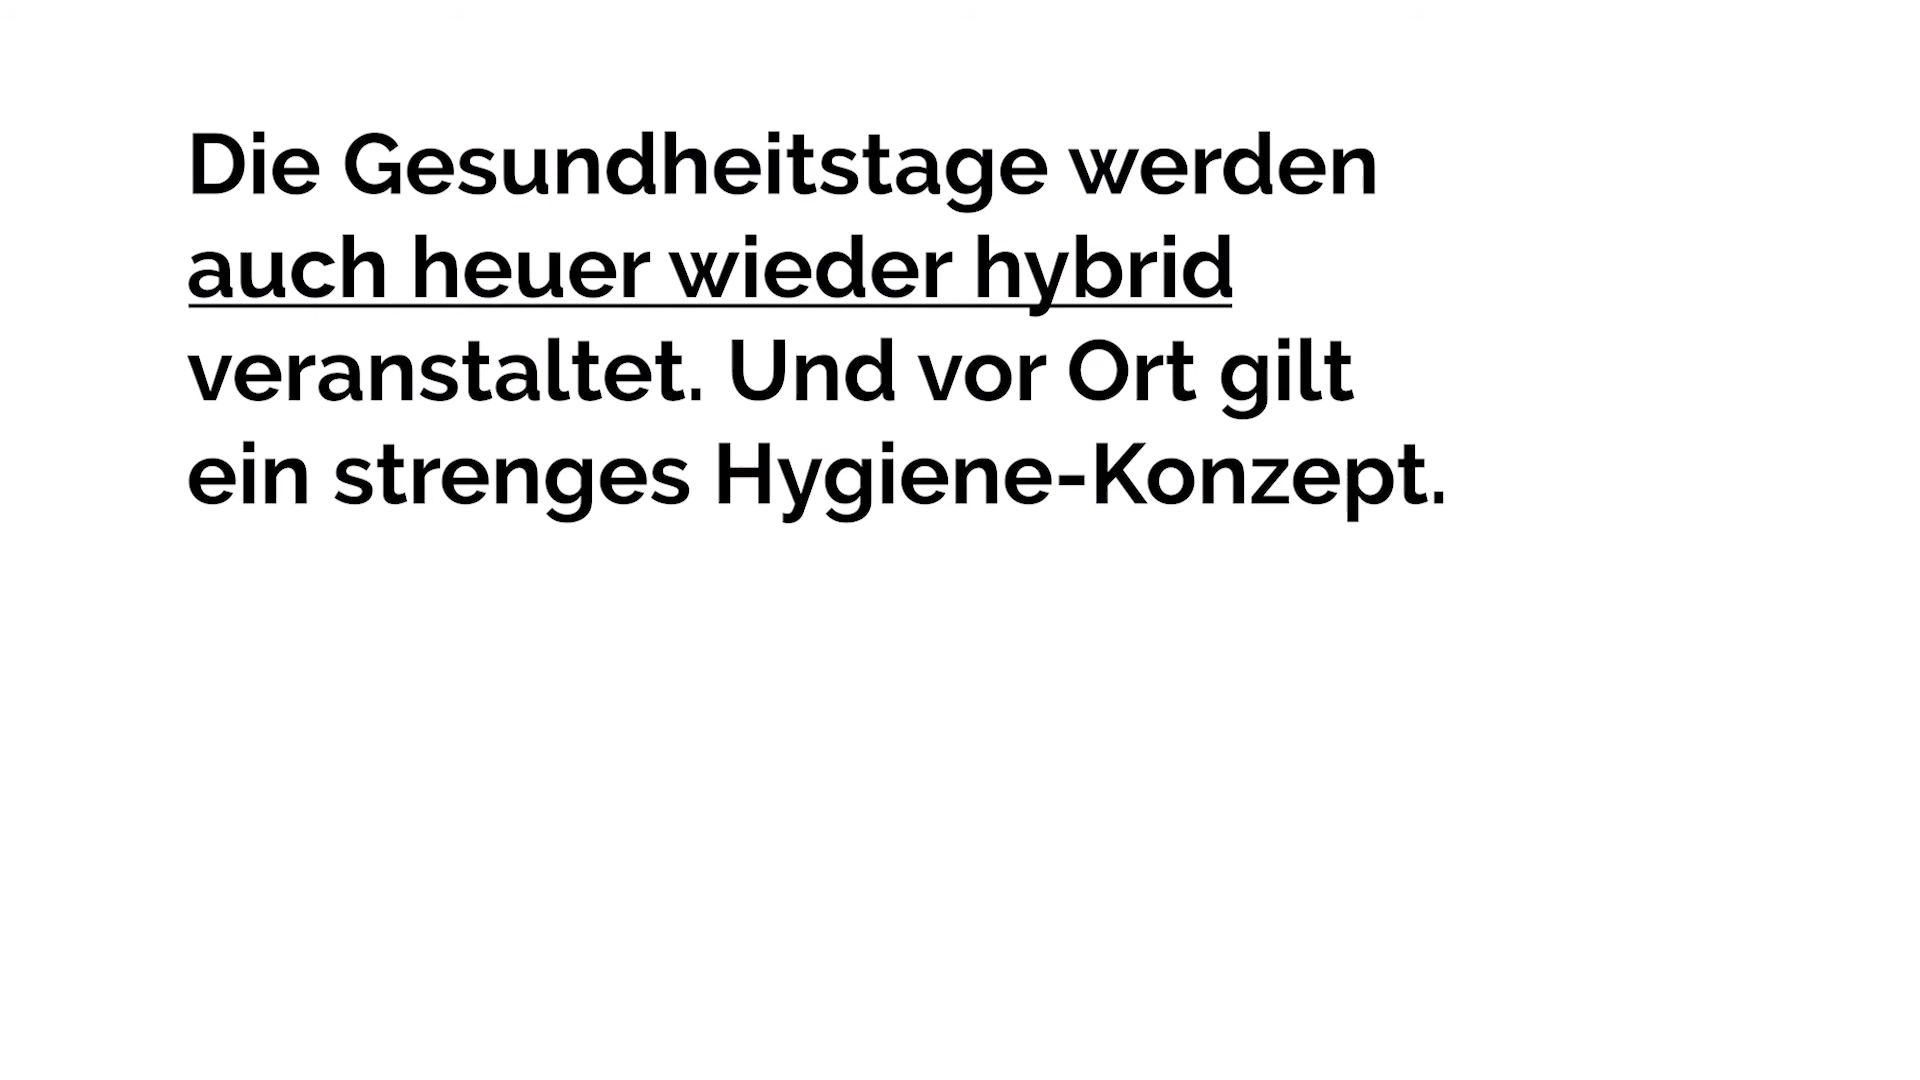 Die Gesundheitstage werden
auch heuer wieder hybrid
veranstaltet. Und vor Ort gilt
ein strenges Hygiene-Konzept.